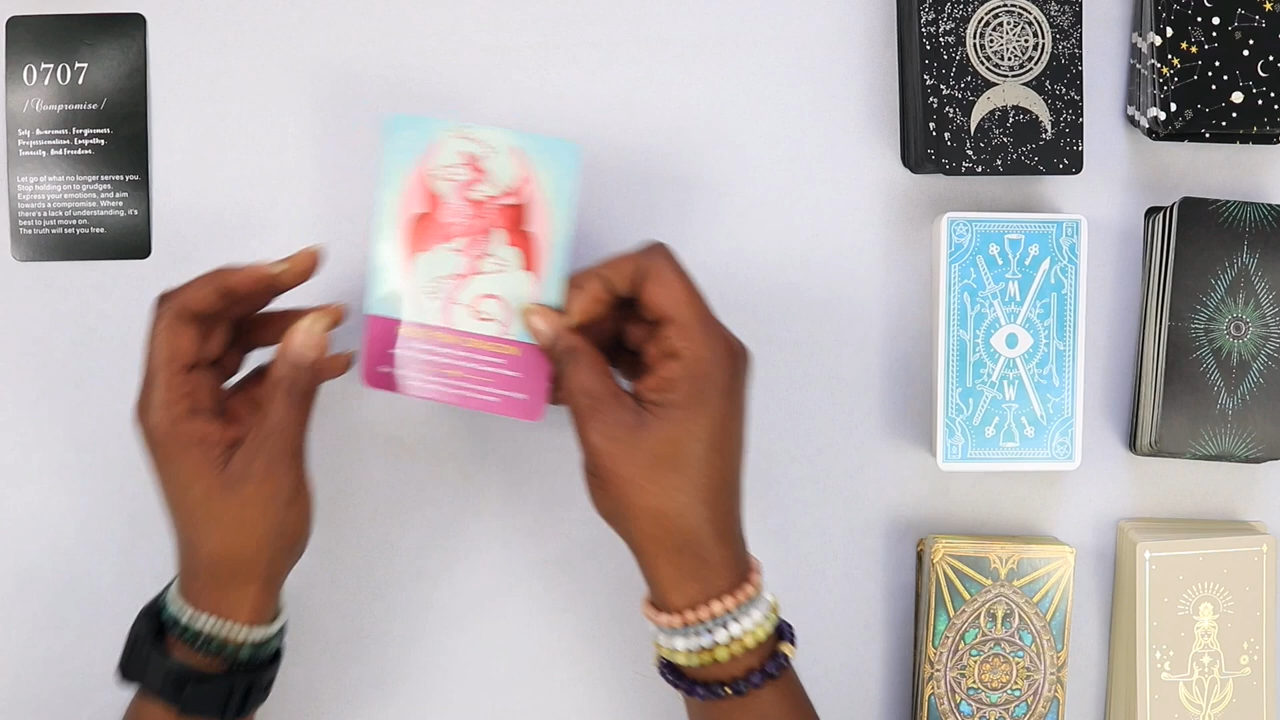 0707
/Compromise/
Self-Awareness. Forgiveness.
Professionalism. Empathy.
Tenacity. And Freedom.
Let go of what no longer serves you.
Stop holding on to grudges.
Express your emotions, and aim
towards a compromise. Where
there's a lack of understanding, it's
best to just move on.
The truth will set you free.
DRAGON
M
W